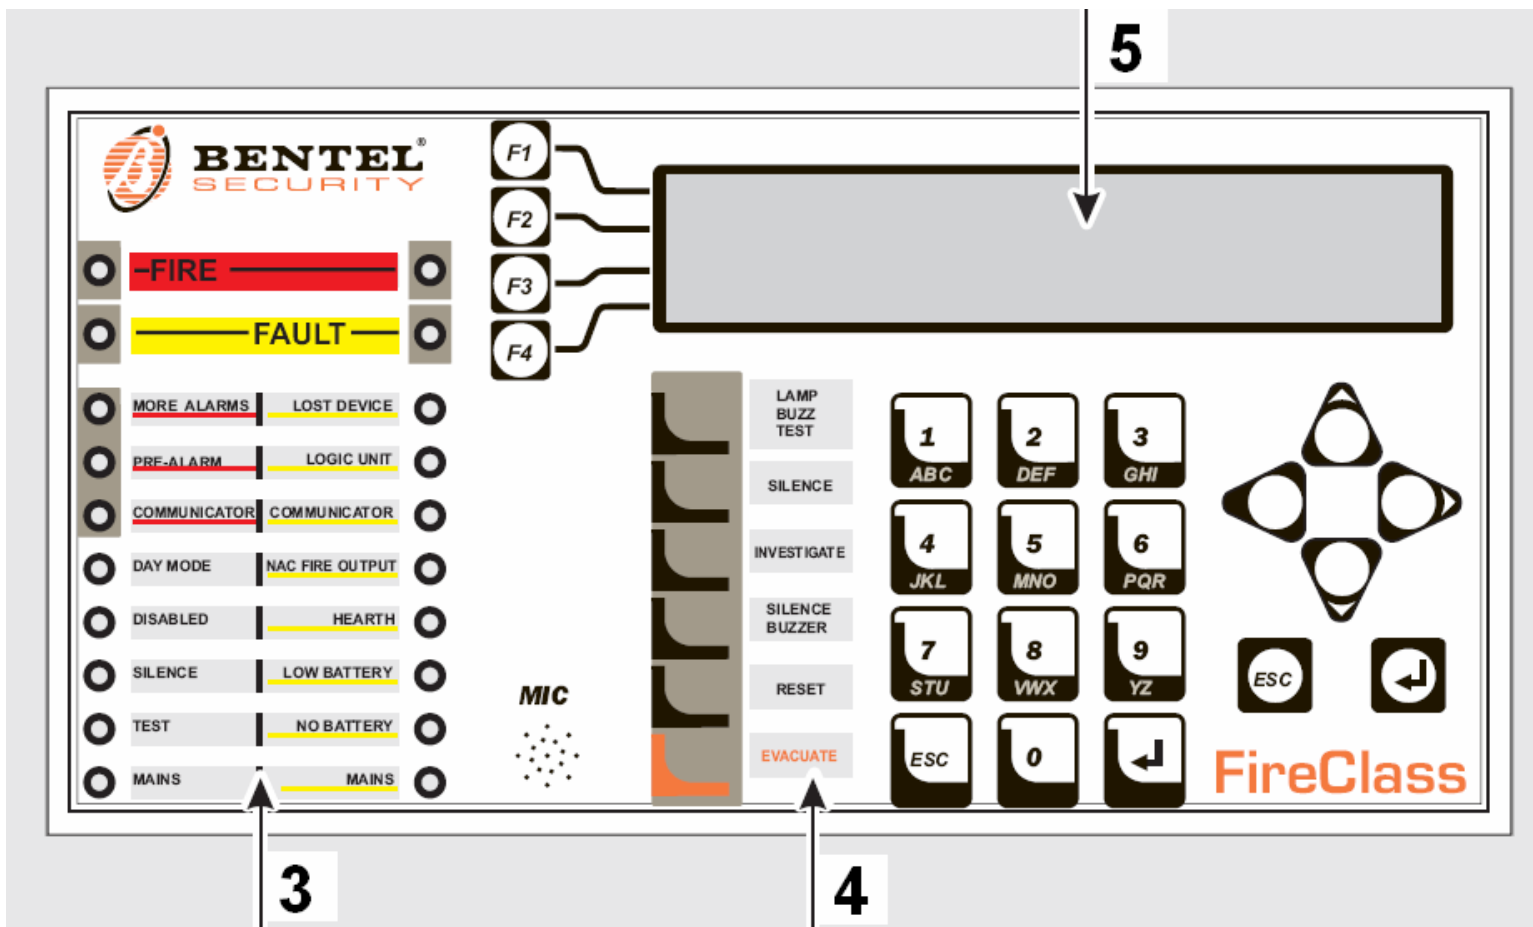 5
BENTEL®
SECURITY
F1
F2
F3
F4
–FIRE
FAULT
MORE ALARMS LOST DEVICE
PRE-ALARM LOGIC UNIT
COMMUNICATOR COMMUNICATOR
DAY MODE NAC FIRE OUTPUT
DISABLED HEARTH
SILENCE LOW BATTERY
TEST NO BATTERY
MAINS MAINS
MIC
LAMP
BUZZ
TEST
SILENCE
INVESTIGATE
SILENCE
BUZZER
RESET
EVACUATE
1 2 3
ABC DEF GHI
4 5 6
JKL MNO PQR
7 8 9
STU VWX YZ
ESC 0
ESC
FireClass
3
4